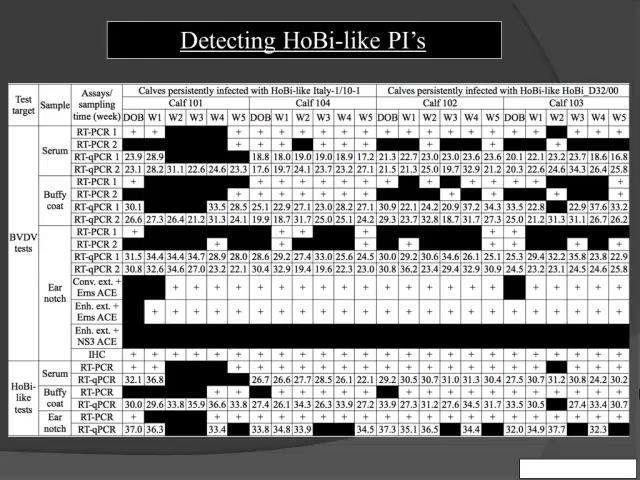 Detecting HoBi-like PI's
Test target Sample Assays/ sampling time (week) Calves persistently infected with HoBi-like Italy-1/10-1 Calves persistently infected with HoBi-like HoBi_D32/00
Calf 101 Calf 104 Calf 102 Calf 103
DOB W1 W2 W3 W4 W5 DOB W1 W2 W3 W4 W5 DOB W1 W2 W3 W4 W5 DOB W1 W2 W3 W4 W5
BVDV tests
Serum
RT-PCR 1 + + + + + + + + + + + + + + + + + + + +
RT-PCR 2 + + + + + + + + + + + + +
RT-qPCR 1 23.9 28.9 18.8 18.0 19.0 19.0 18.9 17.2 21.3 22.7 23.0 23.0 23.6 23.6 20.1 22.1 23.2 23.7 18.6 16.8
RT-qPCR 2 23.1 28.2 31.1 22.6 24.6 23.3 17.6 19.7 24.1 23.7 23.2 27.1 21.5 21.3 25.0 19.7 32.9 21.2 20.3 22.6 24.6 34.3 26.4 25.8
Buffy coat
RT-PCR 1 + + + + + + + + + + + + +
RT-PCR 2 + + + + + + + + + +
RT-qPCR 1 30.1 33.5 28.5 25.1 22.9 27.1 23.0 28.2 27.1 30.9 22.1 24.2 20.9 37.2 34.3 33.5 22.8 22.9 37.6 33.2
RT-qPCR 2 26.6 27.3 26.4 21.2 31.3 24.1 19.9 18.7 31.7 25.0 25.1 24.2 29.3 23.7 32.8 18.7 31.7 27.3 25.0 21.2 31.3 31.1 26.7 26.2
Ear notch
RT-PCR 1 + + + + +
RT-PCR 2 + + + + + + +
RT-qPCR 1 31.5 34.4 34.4 34.7 28.9 28.0 28.6 29.2 27.4 33.0 25.6 24.5 30.0 29.2 30.6 34.6 26.1 25.1 25.3 29.4 32.2 35.8 23.8 22.9
RT-qPCR 2 30.8 32.6 34.6 27.0 23.2 22.1 30.4 32.9 19.4 19.6 22.3 23.0 30.8 36.2 23.4 29.4 32.9 30.9 24.5 23.2 23.1 24.5 24.6 25.8
Conv. ext. + Erns ACE + + + + + + + + + + + + + + + + + + + + +
Enh. ext. + Erns ACE + + + + + + + + + + + + + + + + + + + + + + +
Enh. ext. + NS3 ACE
IHC + + + + + + + + + + + + + + + + + + + + + + + +
HoBi-like tests
Serum
RT-PCR + + + + + + + + + + + + + + + + + + + +
RT-qPCR 32.1 36.8 26.7 26.6 27.7 28.5 26.1 22.1 29.2 30.5 30.7 31.0 31.3 30.4 27.5 30.7 31.2 30.8 24.2 30.2
Buffy coat
RT-PCR + + + + + + + + + + + + + + + + + +
RT-qPCR 30.0 29.6 33.8 35.9 36.6 33.8 27.4 26.1 34.3 26.3 33.9 27.2 33.9 27.3 31.2 27.6 34.5 31.7 33.5 30.5 27.4 33.4 30.7
Ear notch
RT-PCR + + + + + + + + + + + + + + + + + + +
RT-qPCR 37.0 36.3 33.4 33.8 34.8 33.9 34.5 37.3 35.1 36.5 34.4 32.0 34.9 37.7 32.3